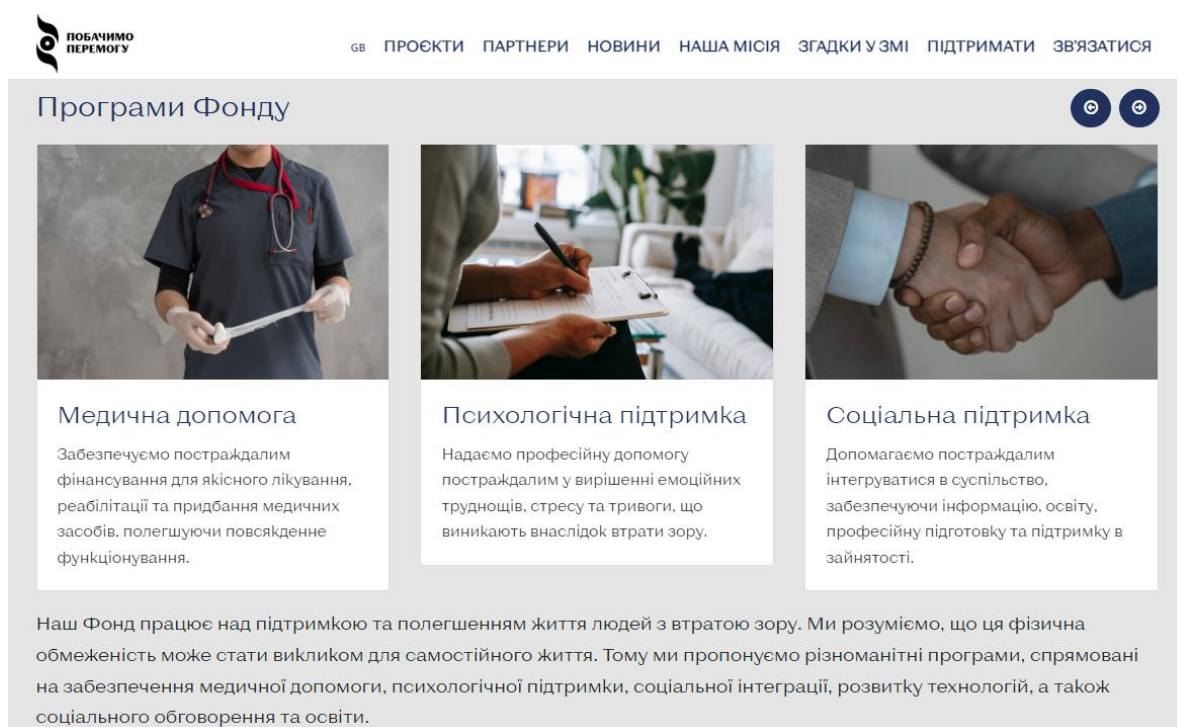 ПОБАЧИМО
ПЕРЕМОГУ
GB ПРОЄКТИ ПАРТНЕРИ НОВИНИ НАША МІСІЯ ЗГАДКИ У ЗМІ ПІДТРИМАТИ ЗВ'ЯЗАТИСЯ
Програми Фонду
Медична допомога
Забезпечуємо постраждалим
фінансування для якісного лікування,
реабілітації та придбання медичних
засобів, полегшуючи повсякденне
функціонування.
Психологічна підтримка
Надаємо професійну допомогу
постраждалим у вирішенні емоційних
труднощів, стресу та тривоги, що
виникають внаслідок втрати зору.
Соціальна підтримка
Допомагаємо постраждалим
інтегруватися в суспільство,
забезпечуючи інформацію, освіту,
професійну підготовку та підтримку в
зайнятості.
Наш Фонд працює над підтримкою та полегшенням життя людей з втратою зору. Ми розуміємо, що ця фізична
обмеженість може стати викликом для самостійного життя. Тому ми пропонуємо різноманітні програми, спрямовані
на забезпечення медичної допомоги, психологічної підтримки, соціальної інтеграції, розвитку технологій, а також
соціального обговорення та освіти.